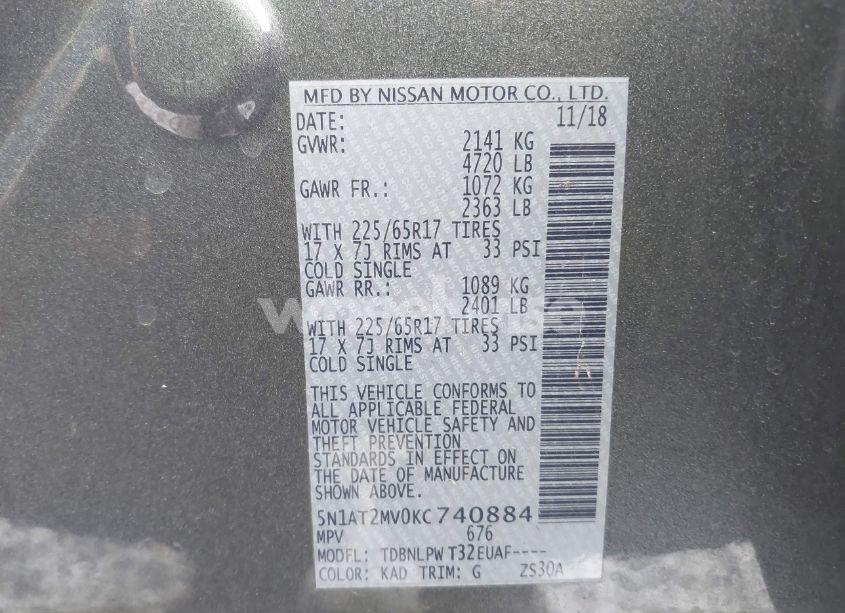 MFD BY NISSAN MOTOR CO., LTD.
DATE: 11/18
GVWR: 2141 KG
4720 LB
GAWR FR.: 1072 KG
2363 LB
WITH 225/65R17 TIRES
17 X 7J RIMS AT 33 PSI
COLD SINGLE
GAWR RR.: 1089 KG
2401 LB
WITH 225/65R17 TIRES
17 X 7J RIMS AT 33 PSI
COLD SINGLE
THIS VEHICLE CONFORMS TO
ALL APPLICABLE FEDERAL
MOTOR VEHICLE SAFETY AND
THEFT PREVENTION
STANDARDS IN EFFECT ON
THE DATE OF MANUFACTURE
SHOWN ABOVE.
5N1AT2MV0KC740884
MPV 676
MODEL: TDBNLPW T32EUAF----
COLOR: KAD TRIM: G ZS30A